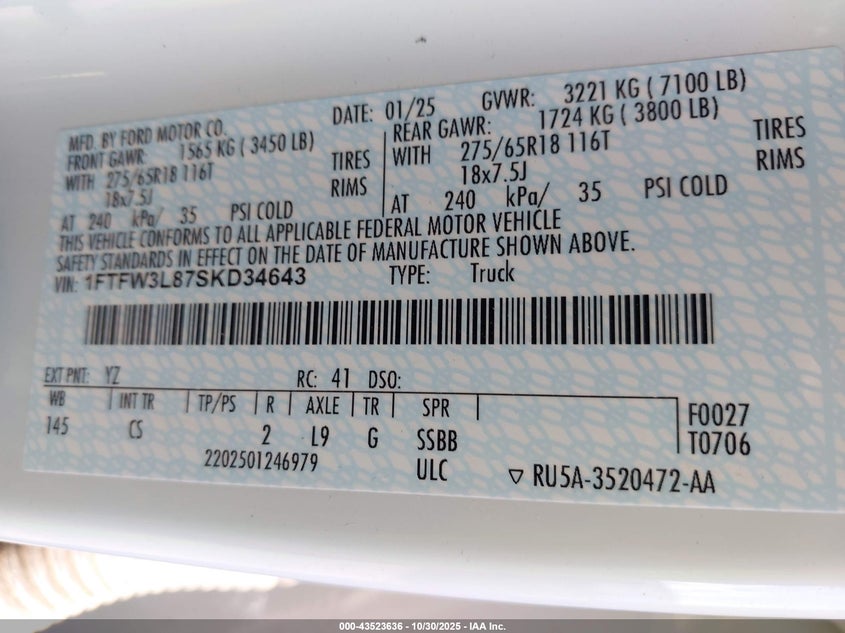 MFD. BY FORD MOTOR CO.
DATE: 01/25 GVWR: 3221 KG ( 7100 LB)
FRONT GAWR: 1565 KG ( 3450 LB)
WITH 275/65R18 116T TIRES
18x7.5J RIMS
AT 240 kPa/ 35 PSI COLD
REAR GAWR: 1724 KG ( 3800 LB)
WITH 275/65R18 116T TIRES
18x7.5J RIMS
AT 240 kPa/ 35 PSI COLD
THIS VEHICLE CONFORMS TO ALL APPLICABLE FEDERAL MOTOR VEHICLE
SAFETY STANDARDS IN EFFECT ON THE DATE OF MANUFACTURE SHOWN ABOVE.
VIN: 1FTFW3L87SKD34643 TYPE: Truck
EXT PNT: YZ RC: 41 DSO:
WB INT TR TP/PS R AXLE TR SPR F0027
145 CS 2 L9 G SSBB T0706
2202501246979 ULC ▽ RU5A-3520472-AA
000-43523636 - 10/30/2025 - IAA Inc.